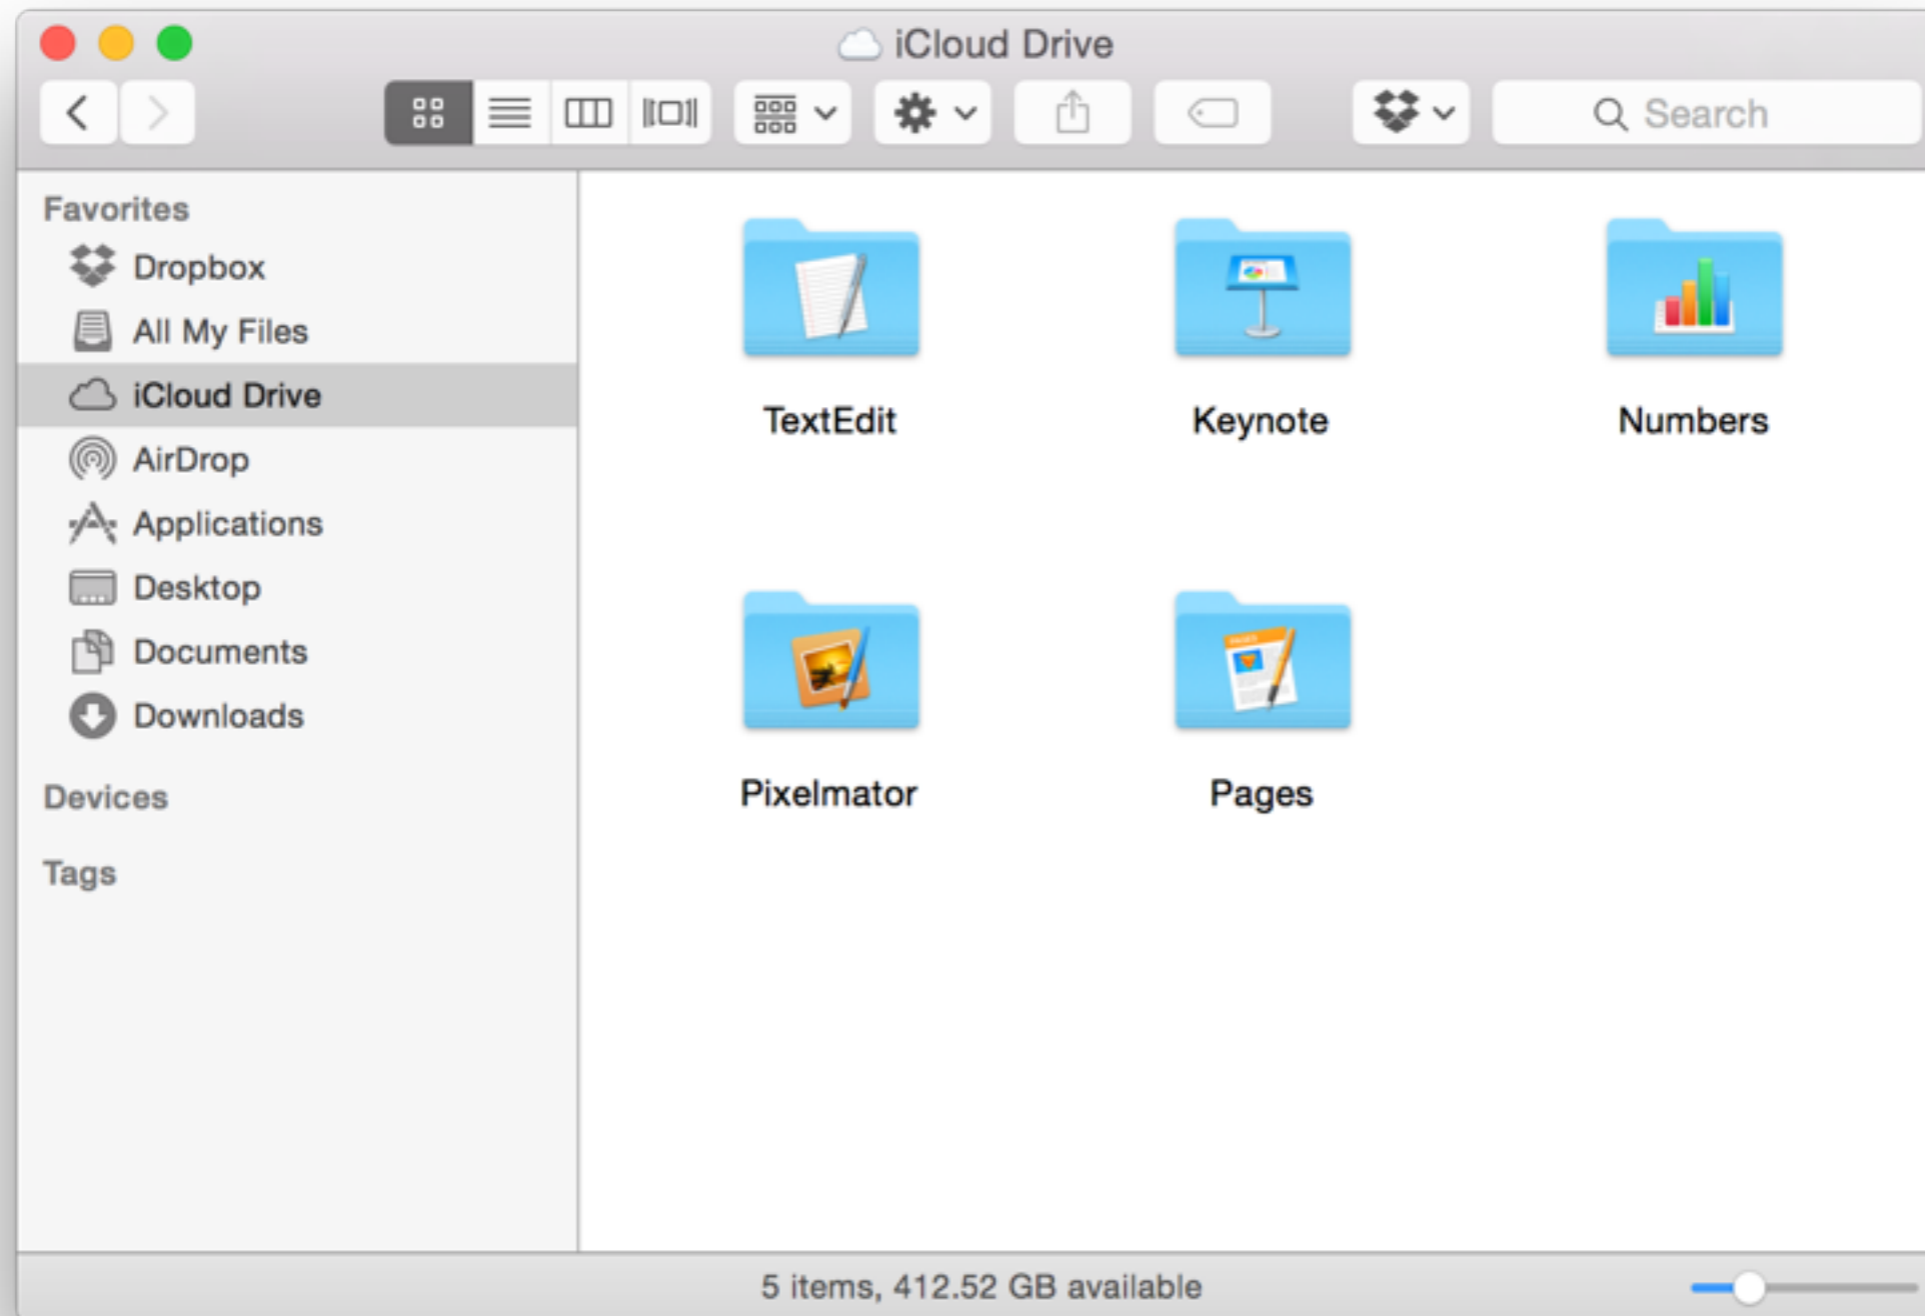 iCloud Drive
Search
Favorites
Dropbox
All My Files
iCloud Drive
AirDrop
Applications
Desktop
Documents
Downloads
Devices
Tags
TextEdit
Keynote
Numbers
PAGES
Pixelmator
Pages
5 items, 412.52 GB available